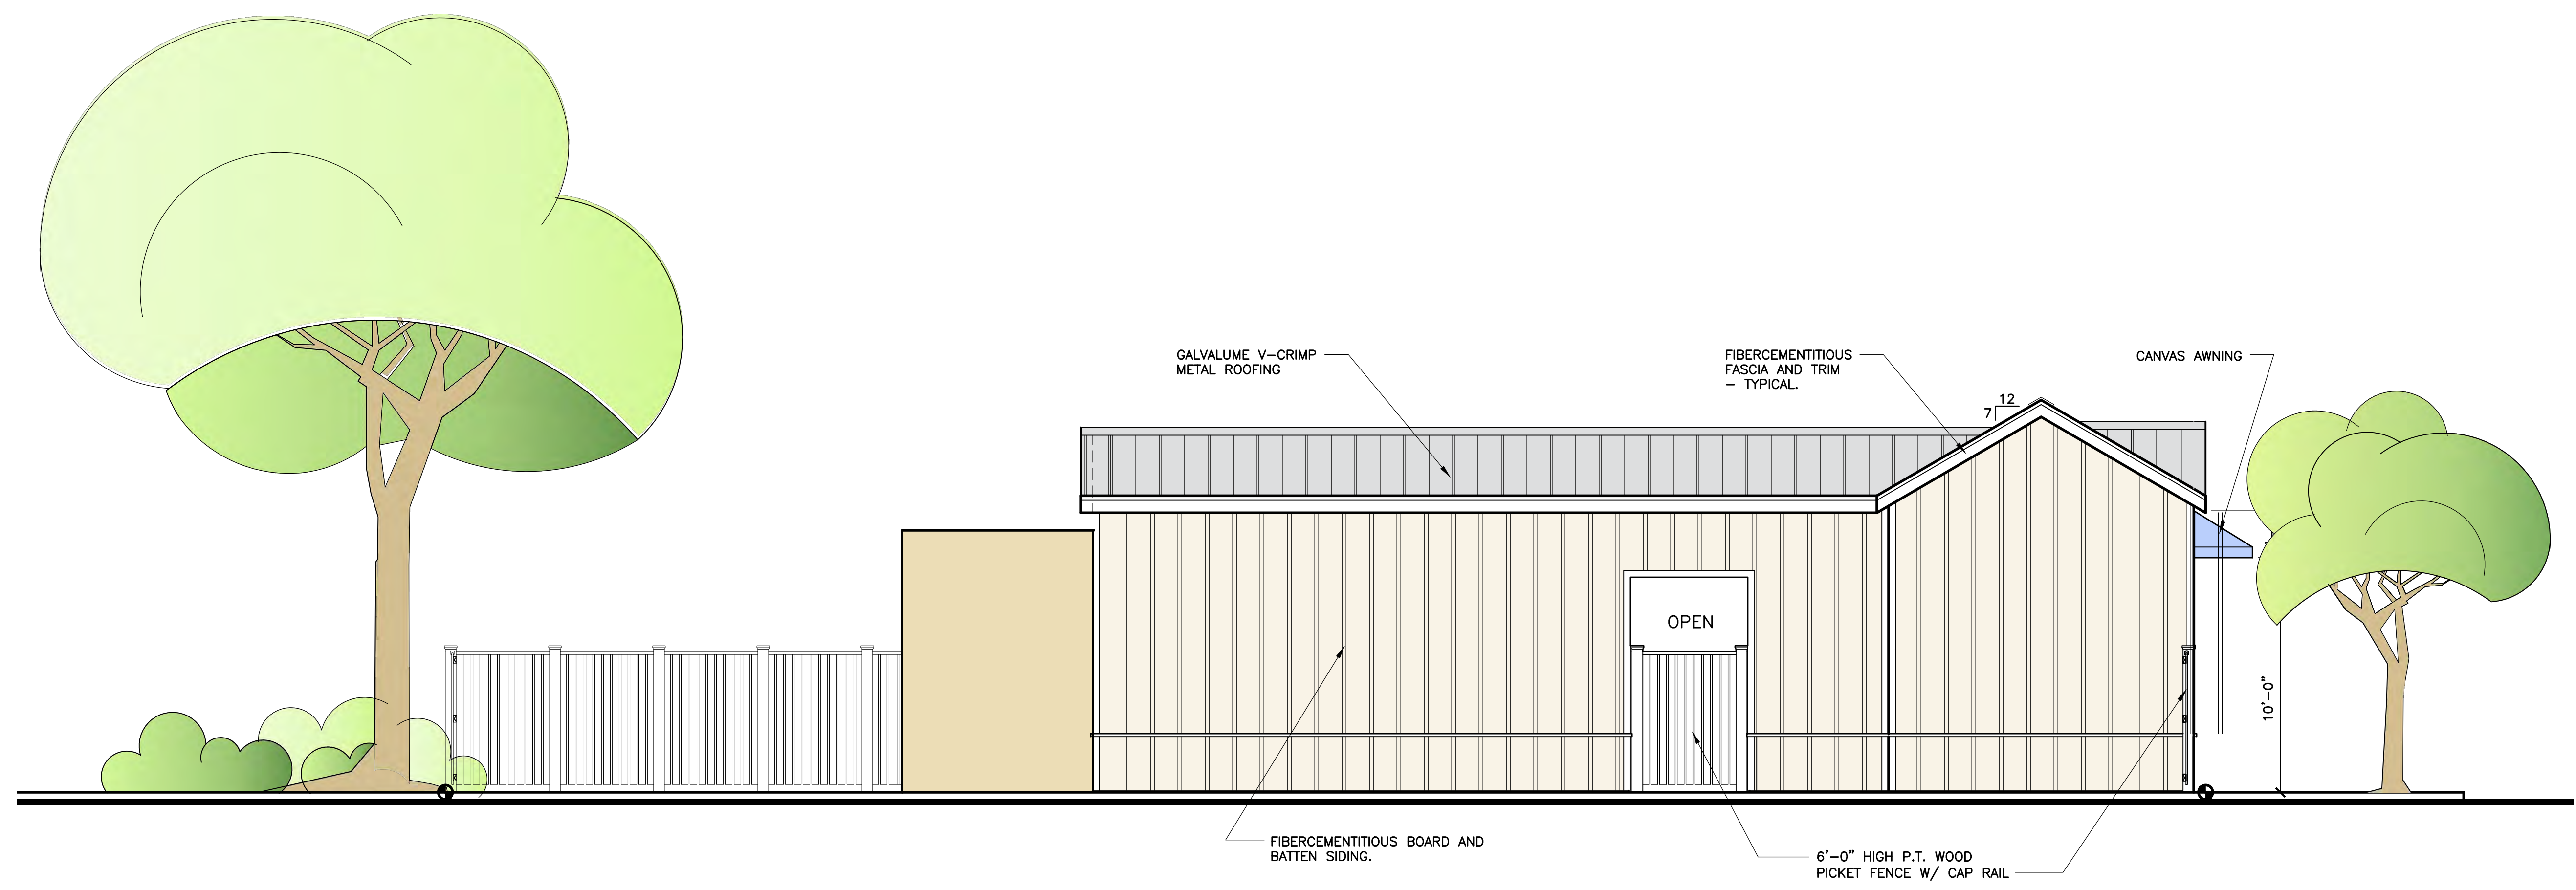 GALVALUME V-CRIMP
METAL ROOFING
FIBERCEMENTITIOUS
FASCIA AND TRIM
- TYPICAL.
CANVAS AWNING
12
7
OPEN
10'-0"
FIBERCEMENTITIOUS BOARD AND
BATTEN SIDING.
6'-0" HIGH P.T. WOOD
PICKET FENCE W/ CAP RAIL